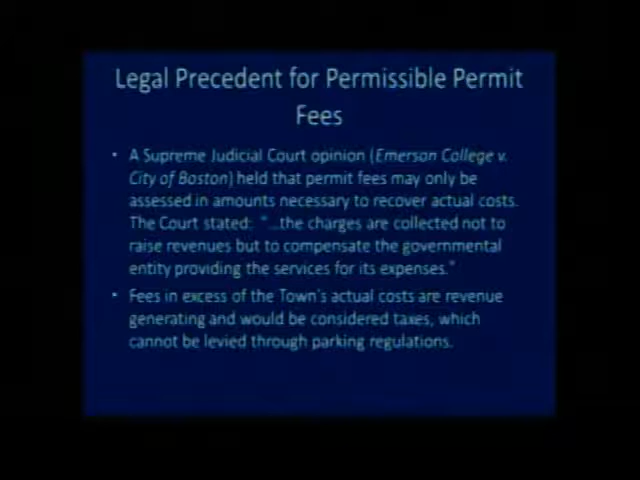 Legal Precedent for Permissible Permit
Fees
• A Supreme Judicial Court opinion (Emerson College v.
City of Boston) held that permit fees may only be
assessed in amounts necessary to recover actual costs.
The Court stated: "...the charges are collected not to
raise revenues but to compensate the governmental
entity providing the services for its expenses."
• Fees in excess of the Town's actual costs are revenue
generating and would be considered taxes, which
cannot be levied through parking regulations.